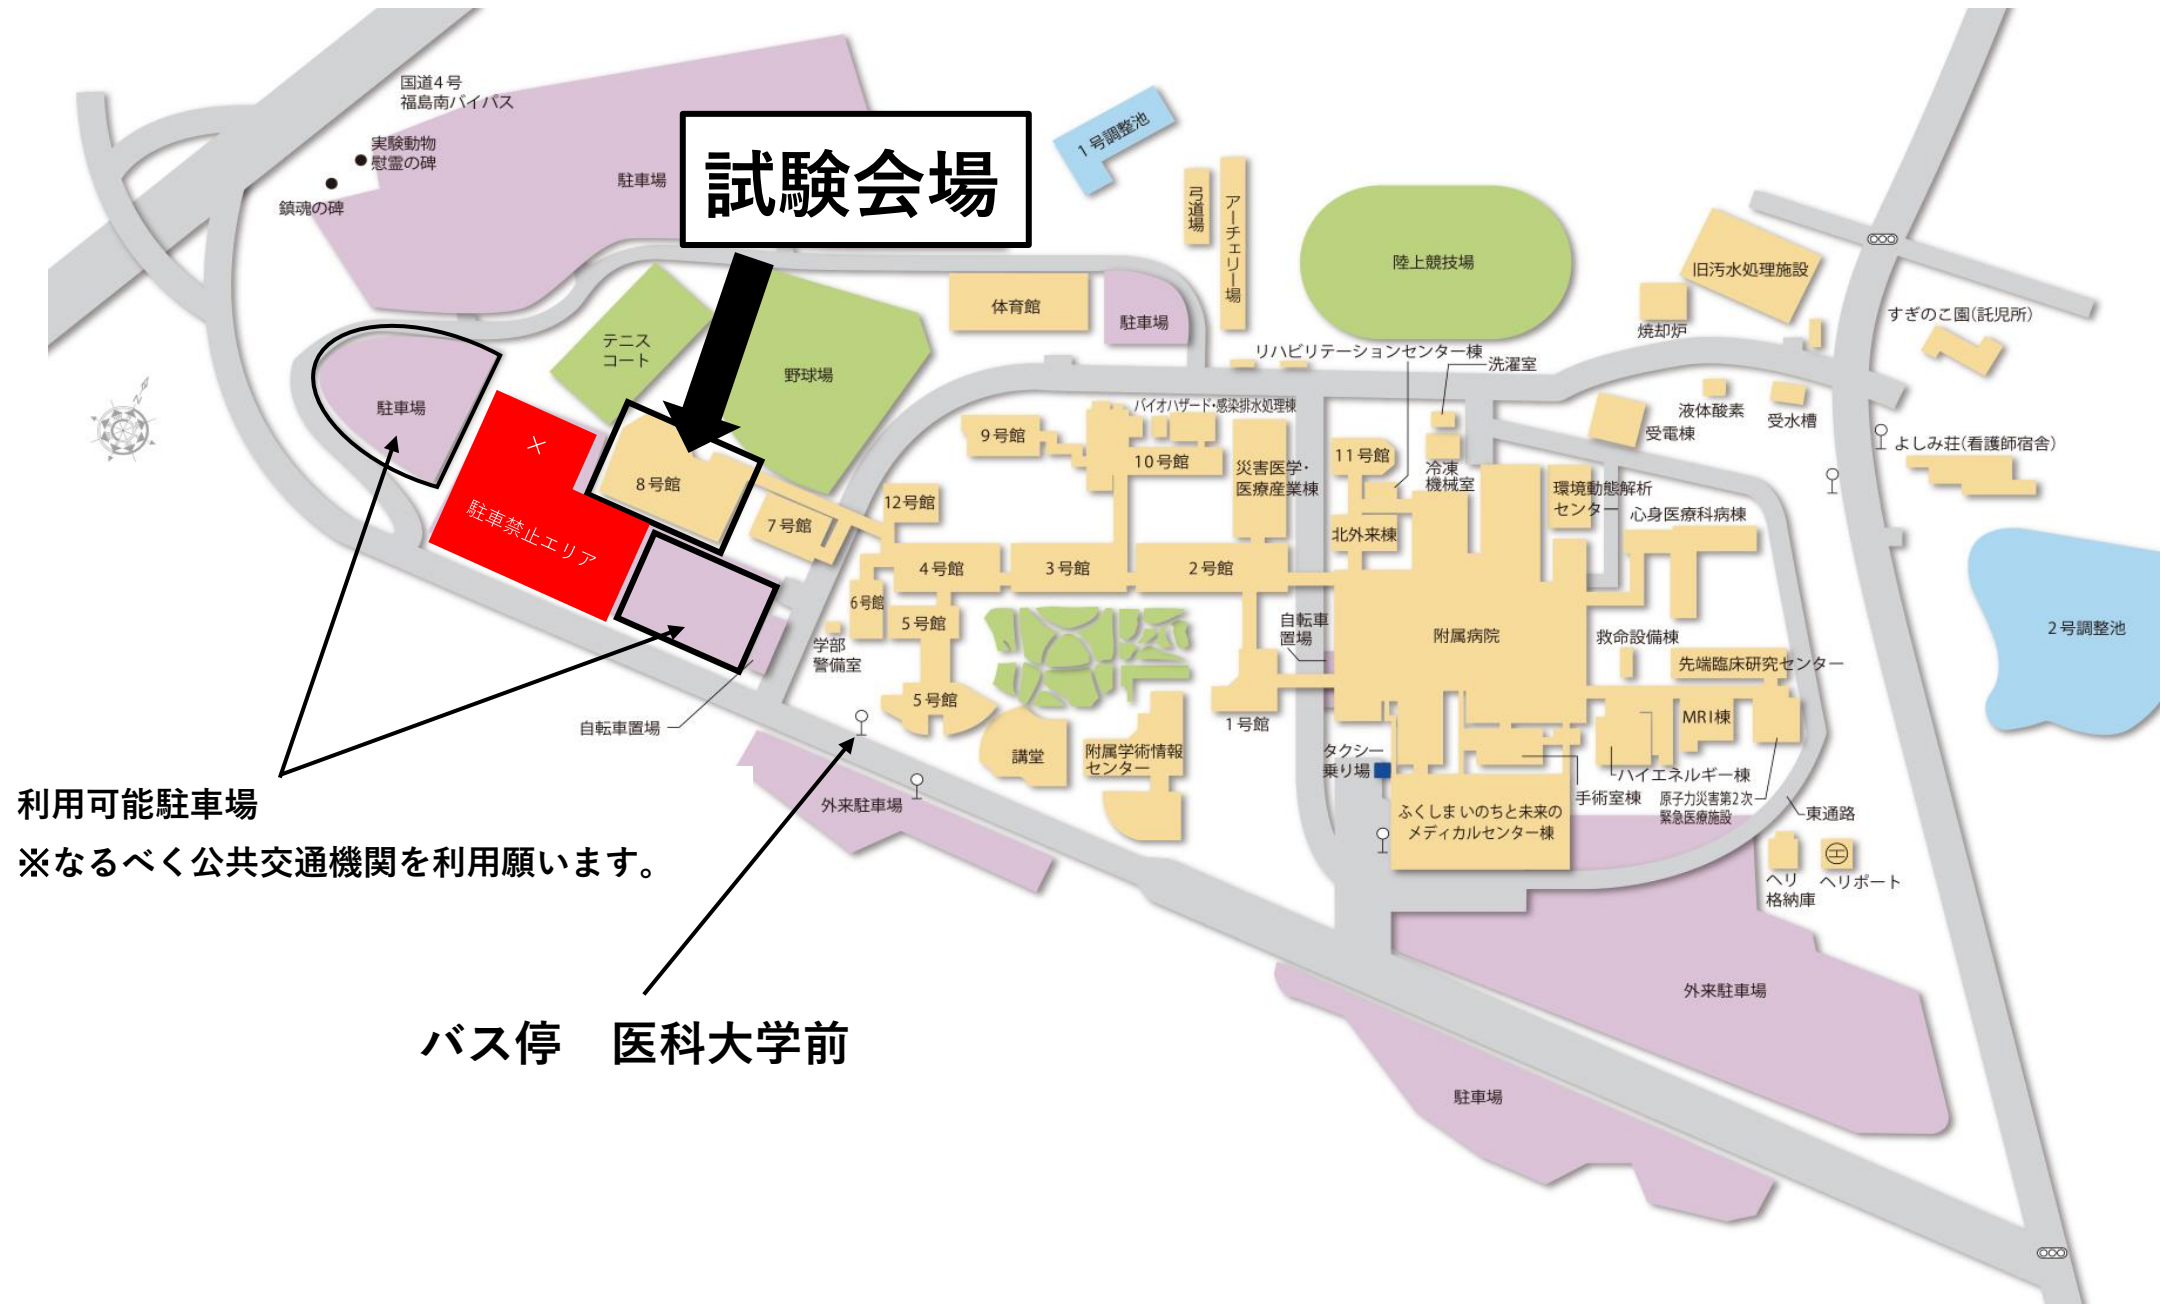 国道4号
福島南バイパス
実験動物
慰霊の碑
鎮魂の碑
駐車場
試験会場
1号調整池
弓道場
アーチェリー場
陸上競技場
旧汚水処理施設
焼却炉
すぎのこ園(託児所)
体育館
駐車場
テニス
コート
野球場
駐車場
リハビリテーションセンター棟
洗濯室
バイオハザード・感染排水処理棟
液体酸素
受水槽
受電棟
よしみ荘(看護師宿舎)
×
駐車禁止エリア
8号館
7号館
9号館
10号館
12号館
災害医学・
医療産業棟
11号館
冷凍
機械室
環境動態解析
センター
心身医療科病棟
北外来棟
4号館
3号館
2号館
6号館
5号館
学部
警備室
自転車
置場
附属病院
救命設備棟
先端臨床研究センター
2号調整池
5号館
1号館
MRI棟
自転車置場
講堂
附属学術情報
センター
タクシー
乗り場
ハイエネルギー棟
手術室棟
原子力災害第2次
緊急医療施設
東通路
利用可能駐車場
※なるべく公共交通機関を利用願います。
外来駐車場
ふくしま いのちと未来の
メディカルセンター棟
ヘリ
格納庫
ヘリポート
外来駐車場
バス停　医科大学前
駐車場